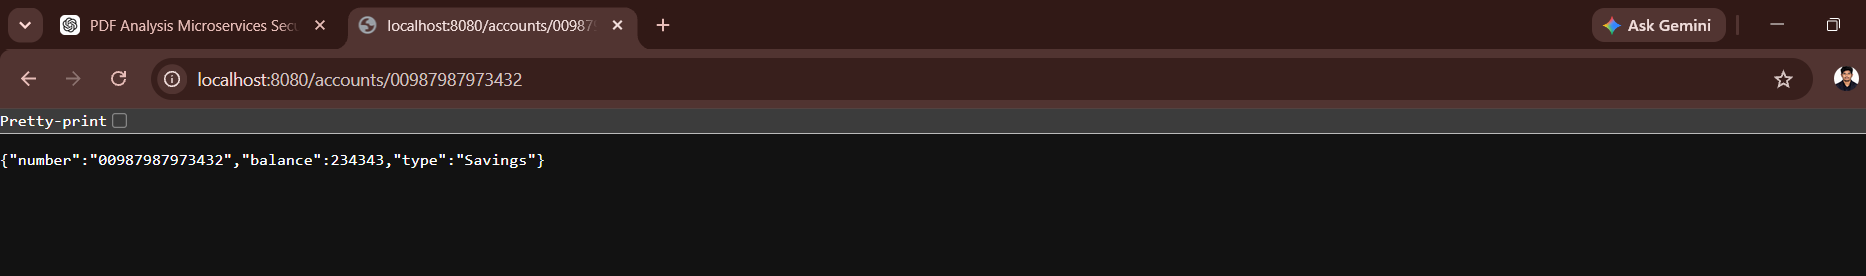 PDF Analysis Microservices Secu
localhost:8080/accounts/00987
Ask Gemini
localhost:8080/accounts/00987987973432
Pretty-print
{"number":"00987987973432","balance":234343,"type":"Savings"}